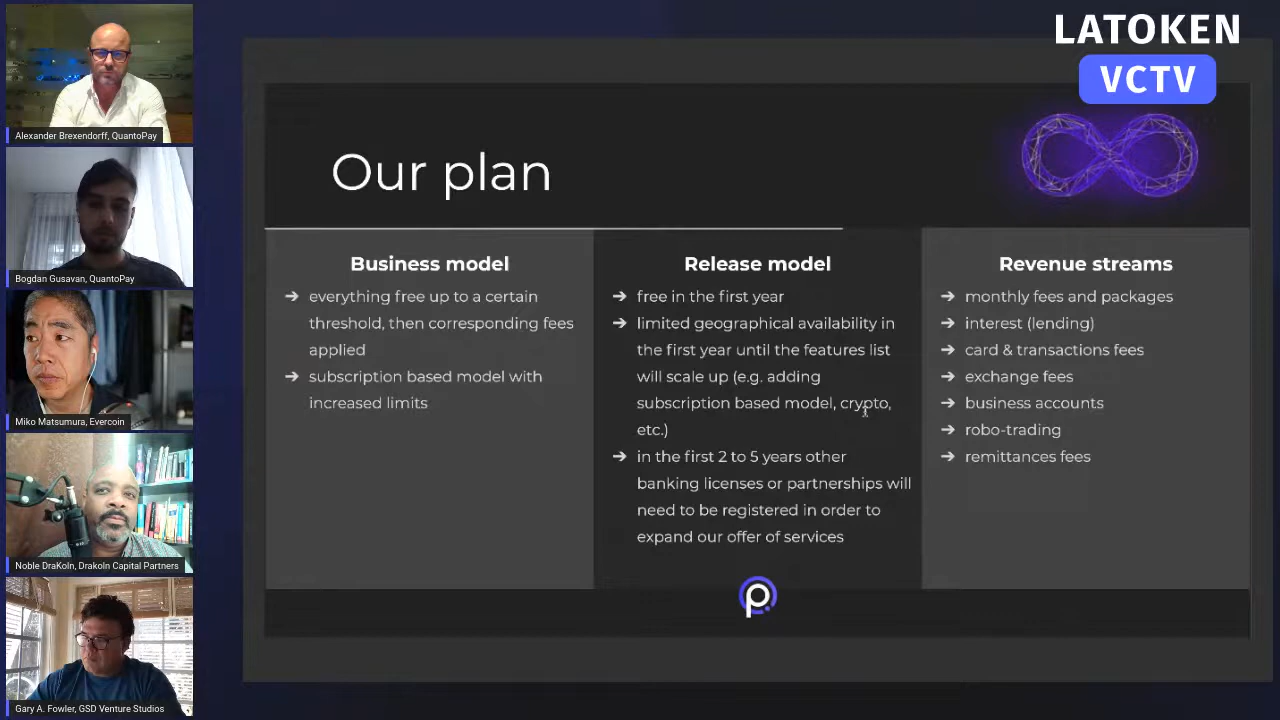 LATOKEN
VCTV
Alexander Brexendorff, QuantoPay
Bogdan Gusavan, QuantoPay
Miko Matsumura, Evercoin
Noble DraKoln, Drakoln Capital Partners
Gary A. Fowler, GSD Venture Studios
Our plan
Business model
→ everything free up to a certain
threshold, then corresponding fees
applied
→ subscription based model with
increased limits
Release model
→ free in the first year
→ limited geographical availability in
the first year until the features list
will scale up (e.g. adding
subscription based model, crypto,
etc.)
→ in the first 2 to 5 years other
banking licenses or partnerships will
need to be registered in order to
expand our offer of services
Revenue streams
→ monthly fees and packages
→ interest (lending)
→ card & transactions fees
→ exchange fees
→ business accounts
→ robo-trading
→ remittances fees